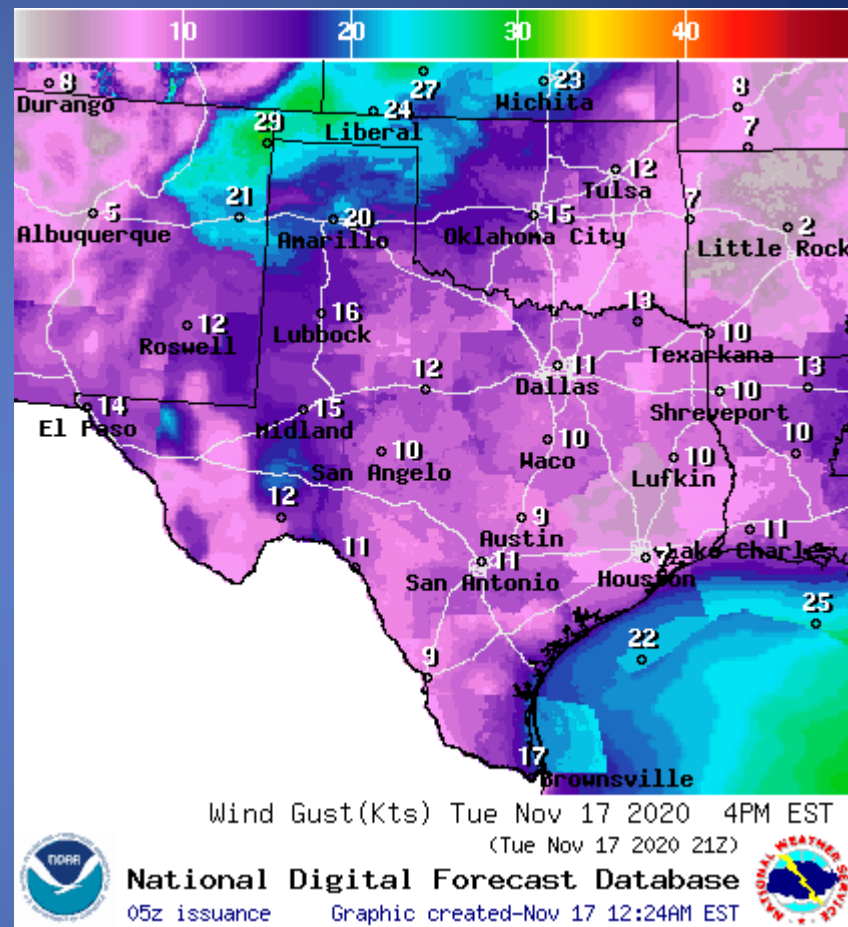 10 20 30 40
8
Durango
27
23
Wichita
24
Liberal
8
29
7
12
Tulsa
5
Albuquerque
21
20
Amarillo
15
Oklahoma City
7
2
Little Rock
12
Roswell
16
Lubbock
13
10
Texarkana
11
Dallas
12
10
Shreveport
13
14
El Paso
15
Midland
10
San Angelo
10
Waco
10
Lufkin
10
12
9
Austin
11
Lake Charles
11
11
San Antonio
Houston
25
22
9
17
Brownsville
Wind Gust(Kts) Tue Nov 17 2020 4PM EST
(Tue Nov 17 2020 21Z)
NOAA
National Digital Forecast Database
05z issuance Graphic created-Nov 17 12:24AM EST
NATIONAL WEATHER SERVICE